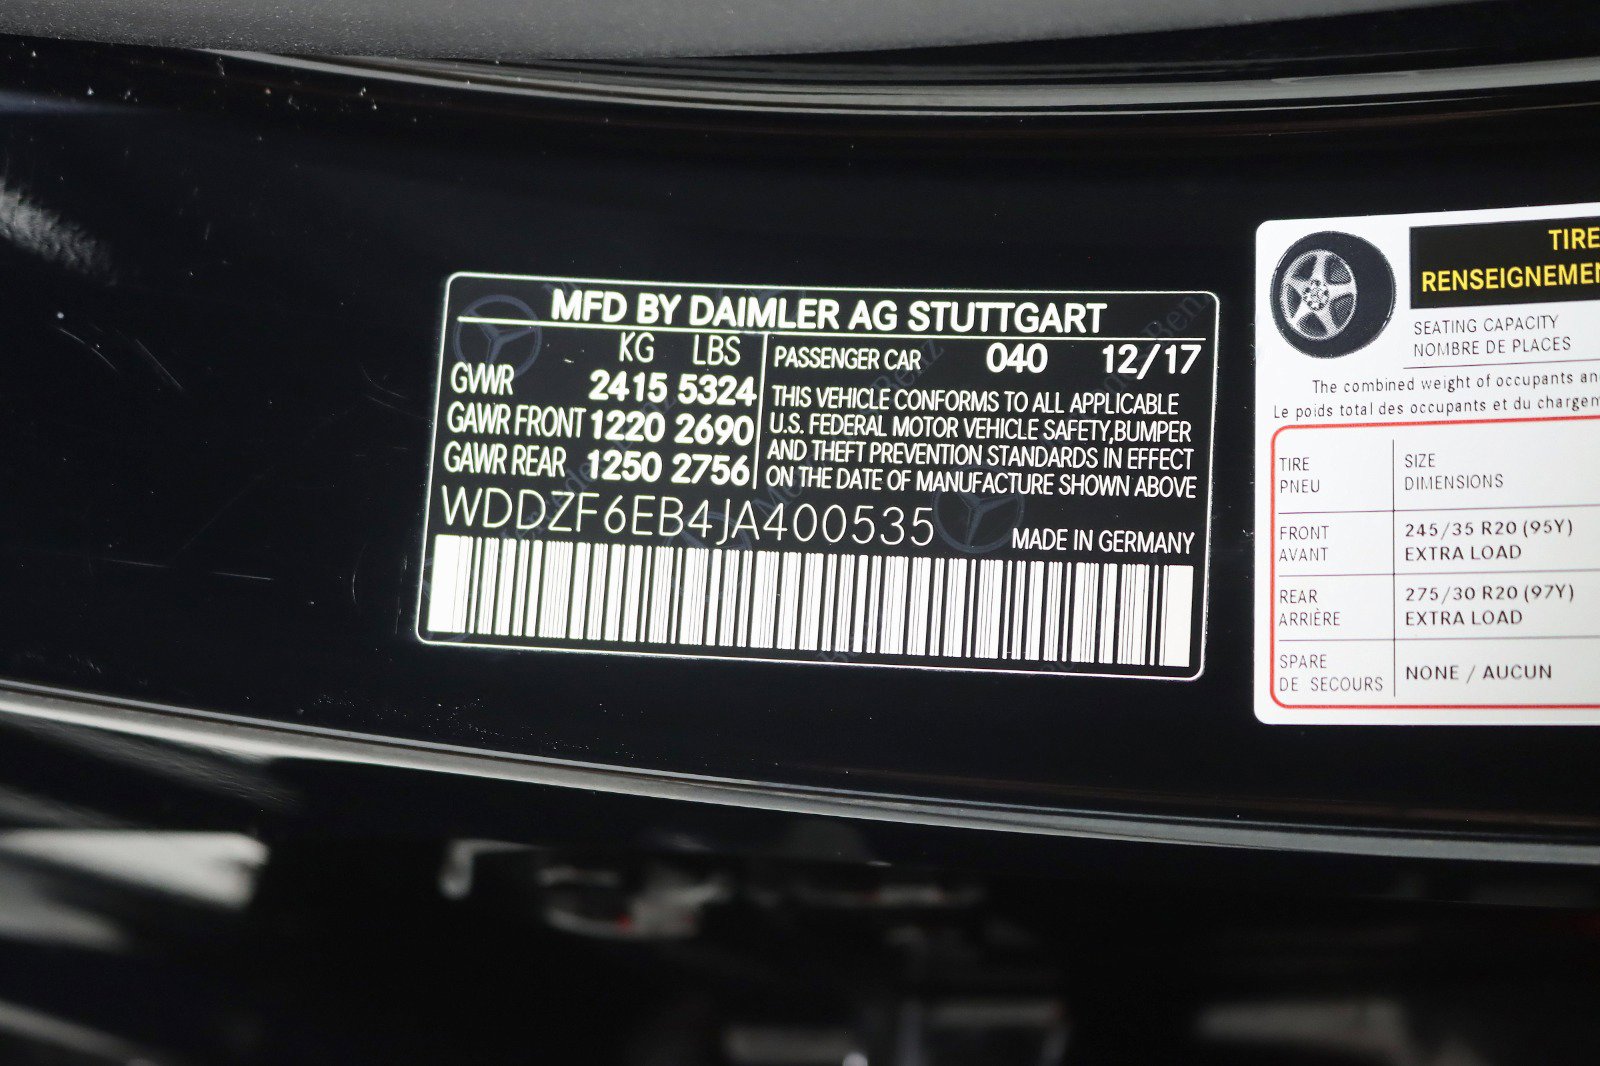 MFD BY DAIMLER AG STUTTGART
KG LBS
GVWR 2415 5324
GAWR FRONT 1220 2690
GAWR REAR 1250 2756
PASSENGER CAR 040 12/17
THIS VEHICLE CONFORMS TO ALL APPLICABLE
U.S. FEDERAL MOTOR VEHICLE SAFETY,BUMPER
AND THEFT PREVENTION STANDARDS IN EFFECT
ON THE DATE OF MANUFACTURE SHOWN ABOVE
WDDZF6EB4JA400535
MADE IN GERMANY
TIRE
SEATING CAPACITY
NOMBRE DE PLACES
The combined weight of occupants
Le poids total des occupants et du
TIRE SIZE
PNEU DIMENSIONS
FRONT 245/35 R20 (95Y)
AVANT EXTRA LOAD
REAR 275/30 R20 (97Y)
ARRIÈRE EXTRA LOAD
SPARE
DE SECOURS
NONE / AUCUN